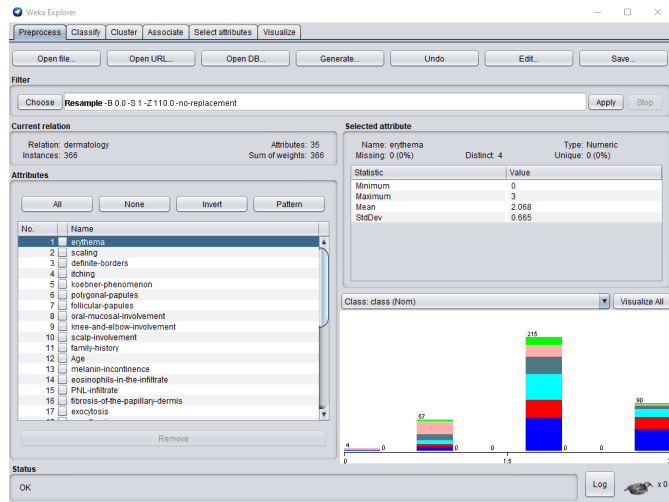 Weka Explorer
Preprocess Classify Cluster Associate Select attributes Visualize
Open file... Open URL... Open DB... Generate... Undo Edit... Save...
Filter
Choose Resample -B 0.0 -S 1 -Z 110.0 -no-replacement Apply Stop
Current relation
Relation: dermatology Attributes: 35
Instances: 366 Sum of weights: 366
Attributes
All None Invert Pattern
No. Name
1 erythema
2 scaling
3 definite-borders
4 itching
5 koebner-phenomenon
6 polygonal-papules
7 follicular-papules
8 oral-mucosal-involvement
9 knee-and-elbow-involvement
10 scalp-involvement
11 family-history
12 Age
13 melanin-incontinence
14 eosinophils-in-the-infiltrate
15 PNL-infiltrate
16 fibrosis-of-the-papillary-dermis
17 exocytosis
Remove
Selected attribute
Name: erythema Type: Numeric
Missing: 0 (0%) Distinct: 4 Unique: 0 (0%)
Statistic Value
Minimum 0
Maximum 3
Mean 2.068
StdDev 0.665
Class: class (Nom) Visualize All
215
90
57
4 0 0 0 0 0
0 1.5
Status
OK
Log x 0